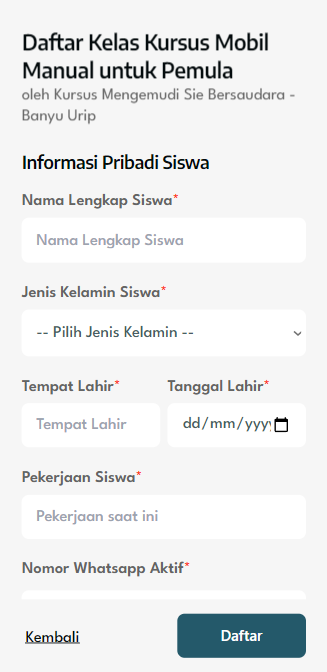 Daftar Kelas Kursus Mobil
Manual untuk Pemula
oleh Kursus Mengemudi Sie Bersaudara -
Banyu Urip
Informasi Pribadi Siswa
Nama Lengkap Siswa*
Nama Lengkap Siswa
Jenis Kelamin Siswa*
-- Pilih Jenis Kelamin --
Tempat Lahir* Tanggal Lahir*
Tempat Lahir dd/mm/yyyy
Pekerjaan Siswa*
Pekerjaan saat ini
Nomor Whatsapp Aktif*
Kembali Daftar